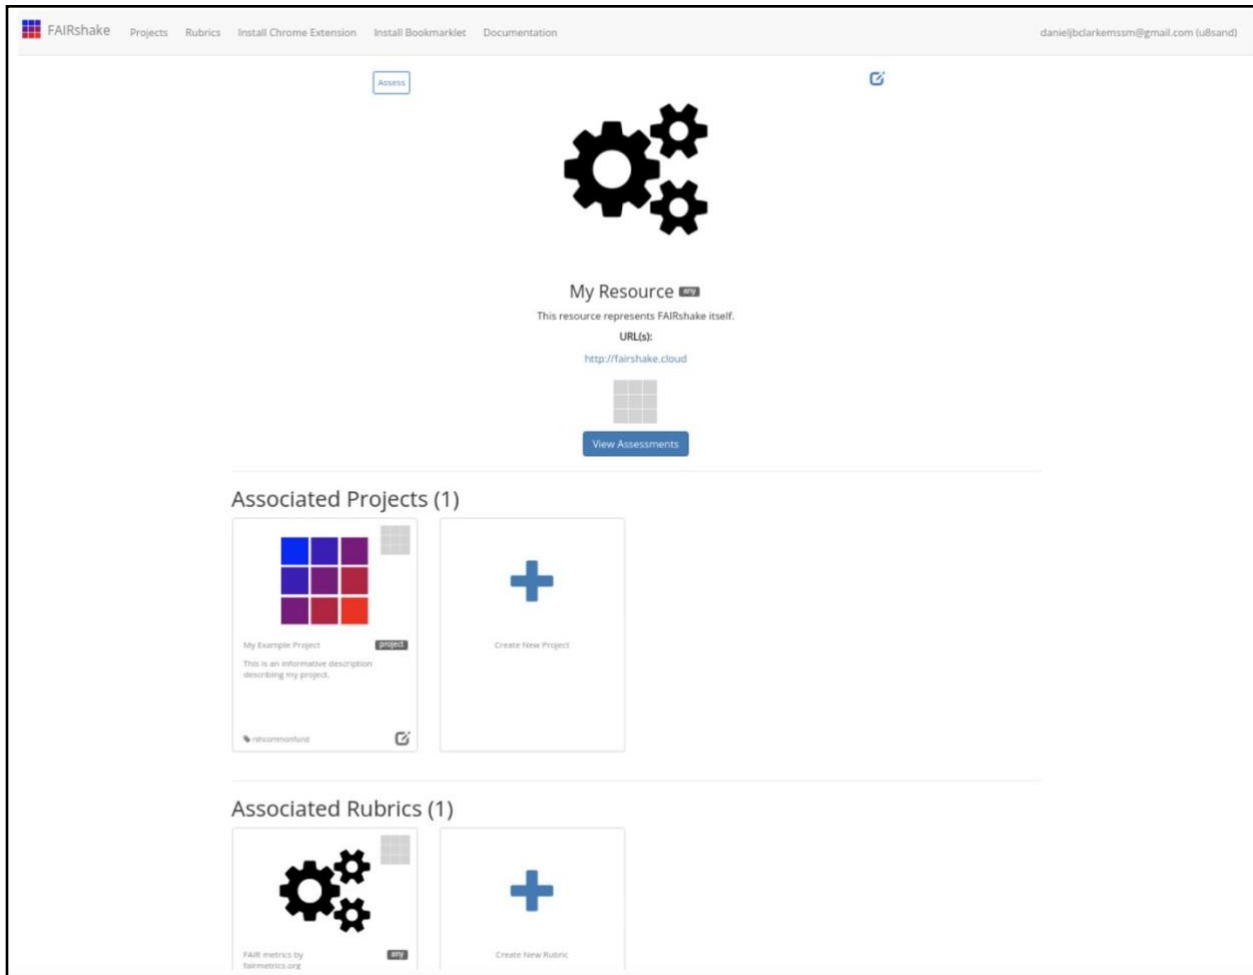 FAIRshake Projects Rubrics Install Chrome Extension Install Bookmarklet Documentation danieljbclarkemssm@gmail.com (u8sand)
Assess
My Resource any
This resource represents FAIRshake itself.
URL(s):
http://fairshake.cloud
View Assessments
Associated Projects (1)
My Example Project project
This is an informative description
describing my project.
nihcommonfund
Create New Project
Associated Rubrics (1)
FAIR metrics by any
fairmetrics.org
Create New Rubric